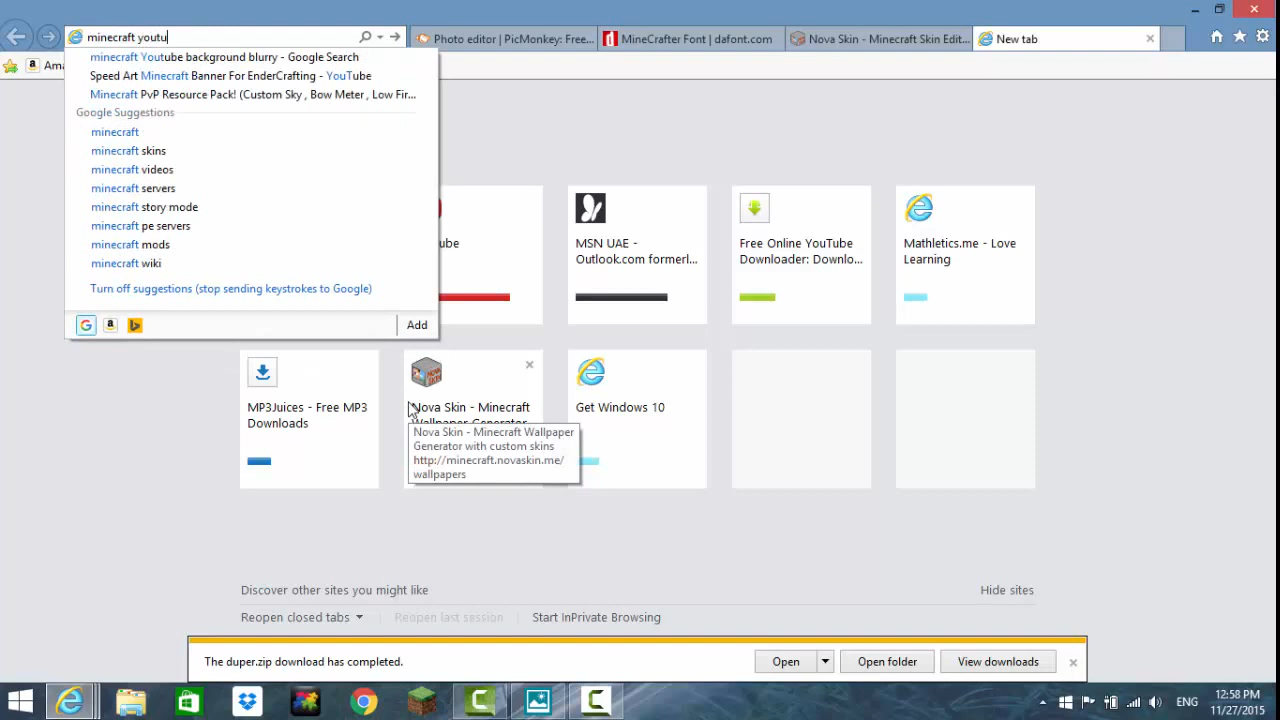 minecraft youtu
Photo editor | PicMonkey: Free...
MineCrafter Font | dafont.com
Nova Skin - Minecraft Skin Edit...
New tab
Ama
minecraft Youtube background blurry - Google Search
Speed Art Minecraft Banner For EnderCrafting - YouTube
Minecraft PvP Resource Pack! (Custom Sky , Bow Meter , Low Fir...
Google Suggestions
minecraft
minecraft skins
minecraft videos
minecraft servers
minecraft story mode
minecraft pe servers
minecraft mods
minecraft wiki
Turn off suggestions (stop sending keystrokes to Google)
Add
ube
MSN UAE -
Outlook.com formerl...
Free Online YouTube
Downloader: Downlo...
Mathletics.me - Love
Learning
MP3Juices - Free MP3
Downloads
Nova Skin - Minecraft
Wallpaper Generator
Nova Skin - Minecraft Wallpaper
Generator with custom skins
http://minecraft.novaskin.me/
wallpapers
Get Windows 10
Discover other sites you might like
Hide sites
Reopen closed tabs
Reopen last session
Start InPrivate Browsing
The duper.zip download has completed.
Open
Open folder
View downloads
ENG
12:58 PM
11/27/2015